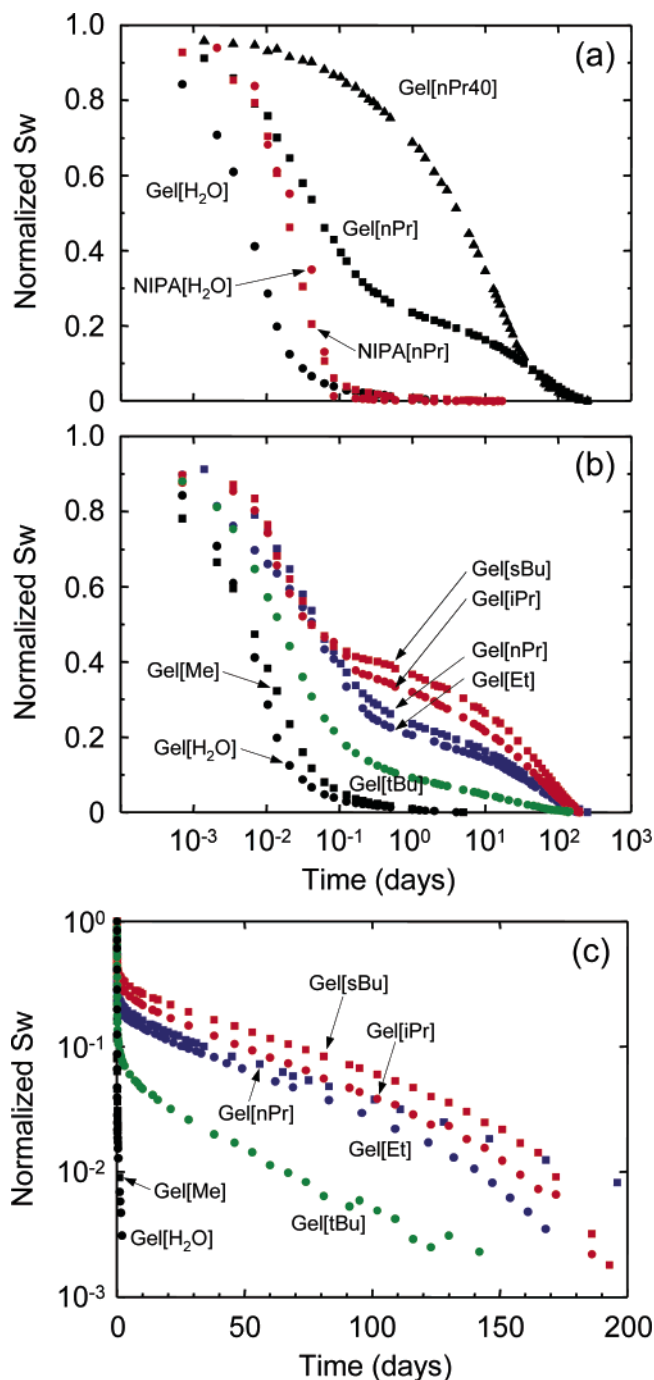 (a)
1.0
0.8
0.6
0.4
0.2
0
Normalized Sw
Gel[nPr40]
Gel[H₂O]
Gel[nPr]
NIPA[H₂O]
NIPA[nPr]
(b)
1.0
0.8
0.6
0.4
0.2
0
Normalized Sw
Gel[sBu]
Gel[iPr]
Gel[nPr]
Gel[Et]
Gel[Me]
Gel[H₂O]
Gel[tBu]
10⁻³ 10⁻² 10⁻¹ 10⁰ 10¹ 10² 10³
Time (days)
(c)
10⁰
10⁻¹
10⁻²
10⁻³
Normalized Sw
Gel[sBu]
Gel[iPr]
Gel[nPr]
Gel[Et]
Gel[Me]
Gel[tBu]
Gel[H₂O]
0 50 100 150 200
Time (days)